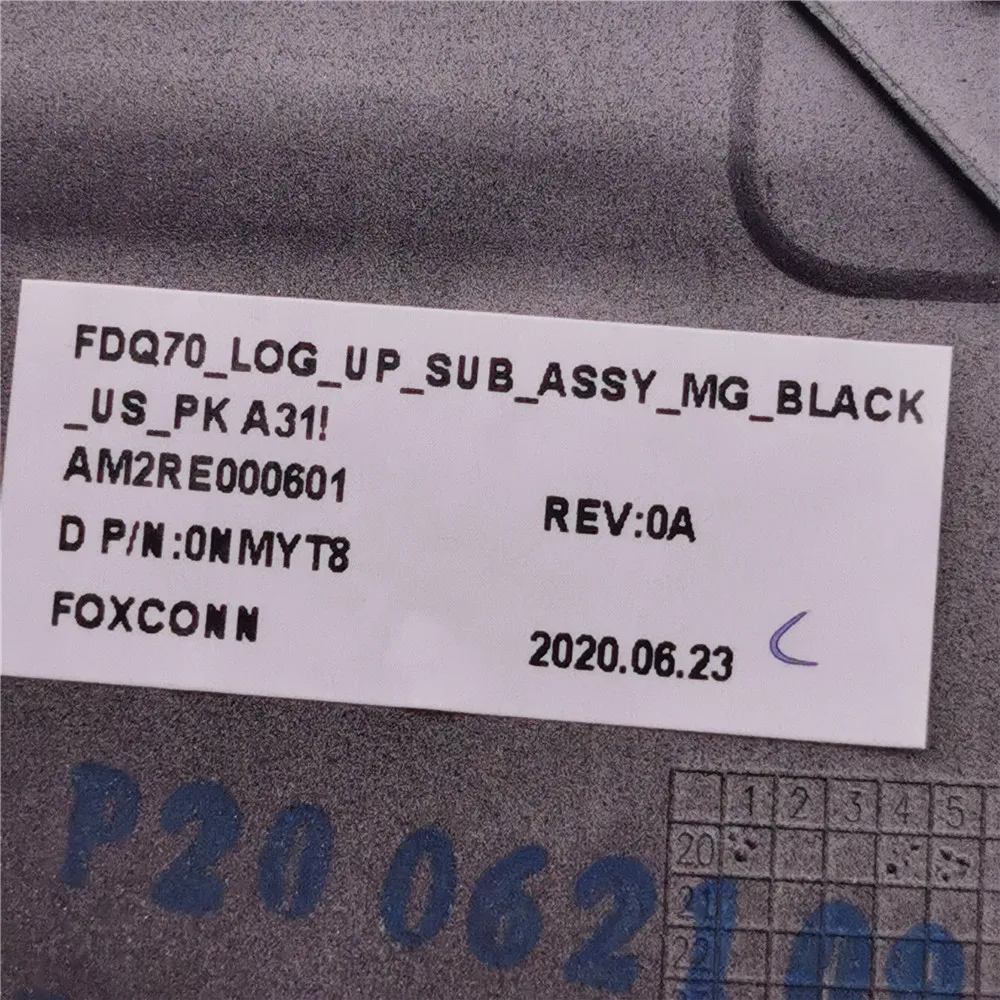 FDQ70_LOG_UP_SUB_ASSY_MG_BLACK
_US_PK A31!
AM2RE000601
REV:0A
D P/N:0NMYT8
FOXCONN
2020.06.23
P20 0621
1 2 3 4 5
20
21
22